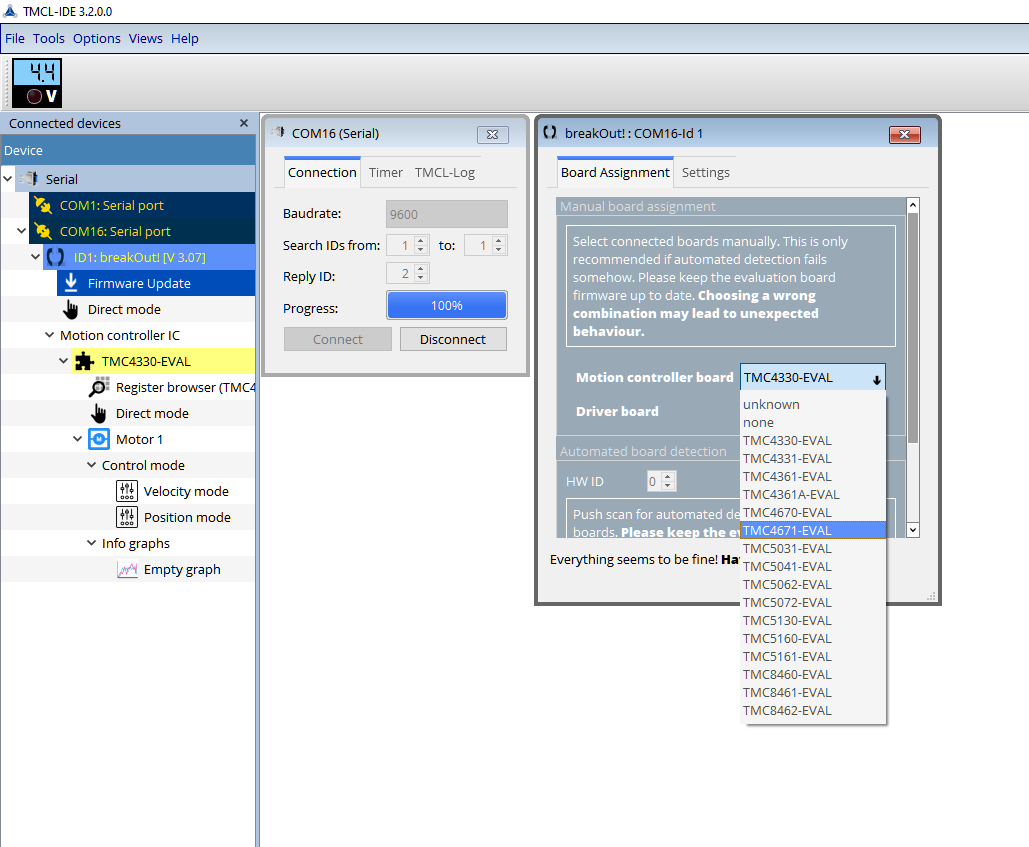 TMCL-IDE 3.2.0.0
File Tools Options Views Help
4.4
V
Connected devices
Device
Serial
COM1: Serial port
COM16: Serial port
ID1: breakOut! [V 3.07]
Firmware Update
Direct mode
Motion controller IC
TMC4330-EVAL
Register browser (TMC4
Direct mode
Motor 1
Control mode
Velocity mode
Position mode
Info graphs
Empty graph
COM16 (Serial)
Connection Timer TMCL-Log
Baudrate: 9600
Search IDs from: 1 to: 1
Reply ID: 2
Progress: 100%
Connect Disconnect
breakOut! : COM16-Id 1
Board Assignment Settings
Manual board assignment
Select connected boards manually. This is only
recommended if automated detection fails
somehow. Please keep the evaluation board
firmware up to date. Choosing a wrong
combination may lead to unexpected
behaviour.
Motion controller board TMC4330-EVAL
Driver board
Automated board detection
HW ID 0
Push scan for automated de
boards. Please keep the ev
Everything seems to be fine! Ha
unknown
none
TMC4330-EVAL
TMC4331-EVAL
TMC4361-EVAL
TMC4361A-EVAL
TMC4670-EVAL
TMC4671-EVAL
TMC5031-EVAL
TMC5041-EVAL
TMC5062-EVAL
TMC5072-EVAL
TMC5130-EVAL
TMC5160-EVAL
TMC5161-EVAL
TMC8460-EVAL
TMC8461-EVAL
TMC8462-EVAL